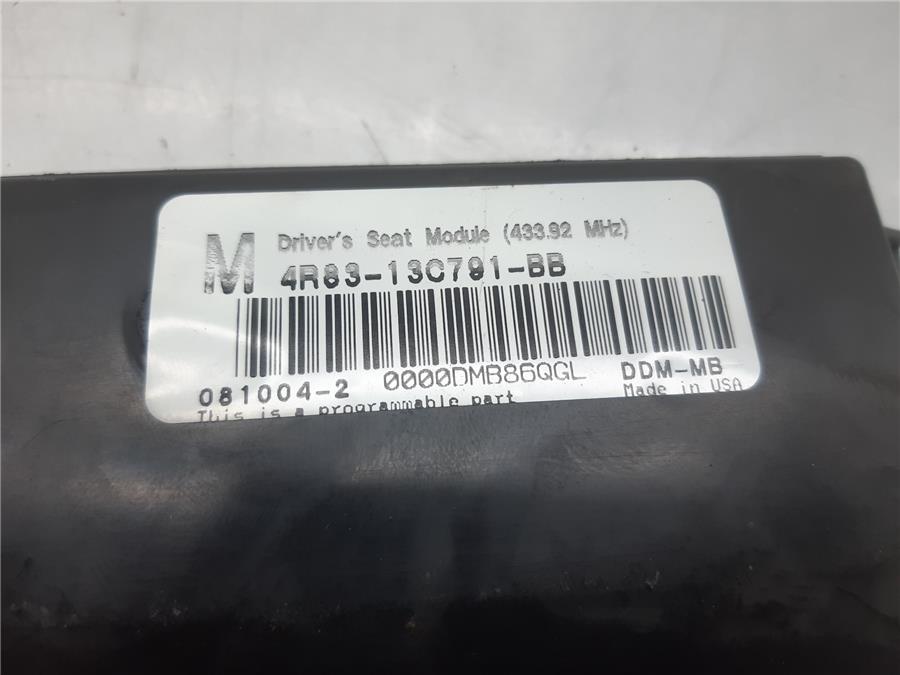 M
Driver's Seat Module (433.92 MHz)
4R83-13C791-BB
081004-2 0000DMB86QGL DDM-MB
Made in USA
This is a programmable part